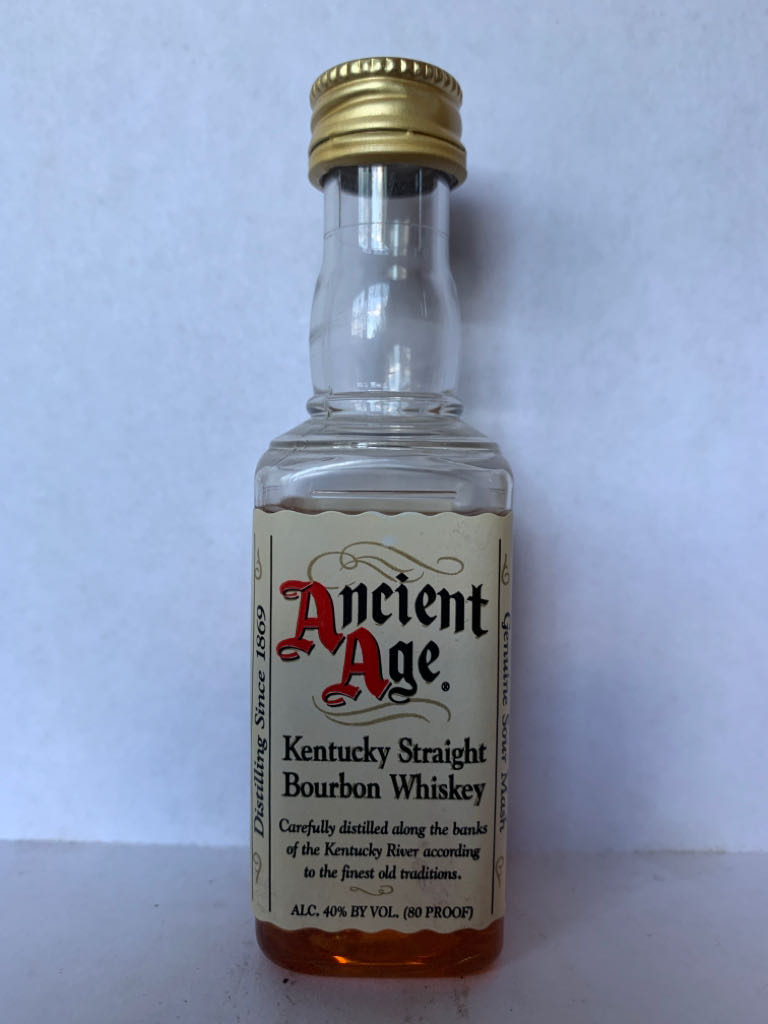 Ancient
Age®
Kentucky Straight
Bourbon Whiskey
Carefully distilled along the banks
of the Kentucky River according
to the finest old traditions.
ALC. 40% BY VOL. (80 PROOF)
Distilling Since 1869
Genuine Sour Mash